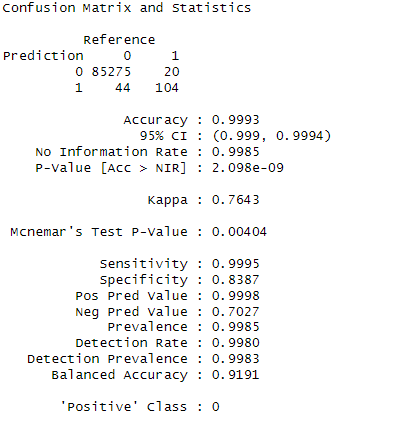 Confusion Matrix and Statistics
Reference
Prediction 0 1
0 85275 20
1 44 104
Accuracy : 0.9993
95% CI : (0.999, 0.9994)
No Information Rate : 0.9985
P-Value [Acc > NIR] : 2.098e-09
Kappa : 0.7643
Mcnemar's Test P-Value : 0.00404
Sensitivity : 0.9995
Specificity : 0.8387
Pos Pred Value : 0.9998
Neg Pred Value : 0.7027
Prevalence : 0.9985
Detection Rate : 0.9980
Detection Prevalence : 0.9983
Balanced Accuracy : 0.9191
'Positive' Class : 0